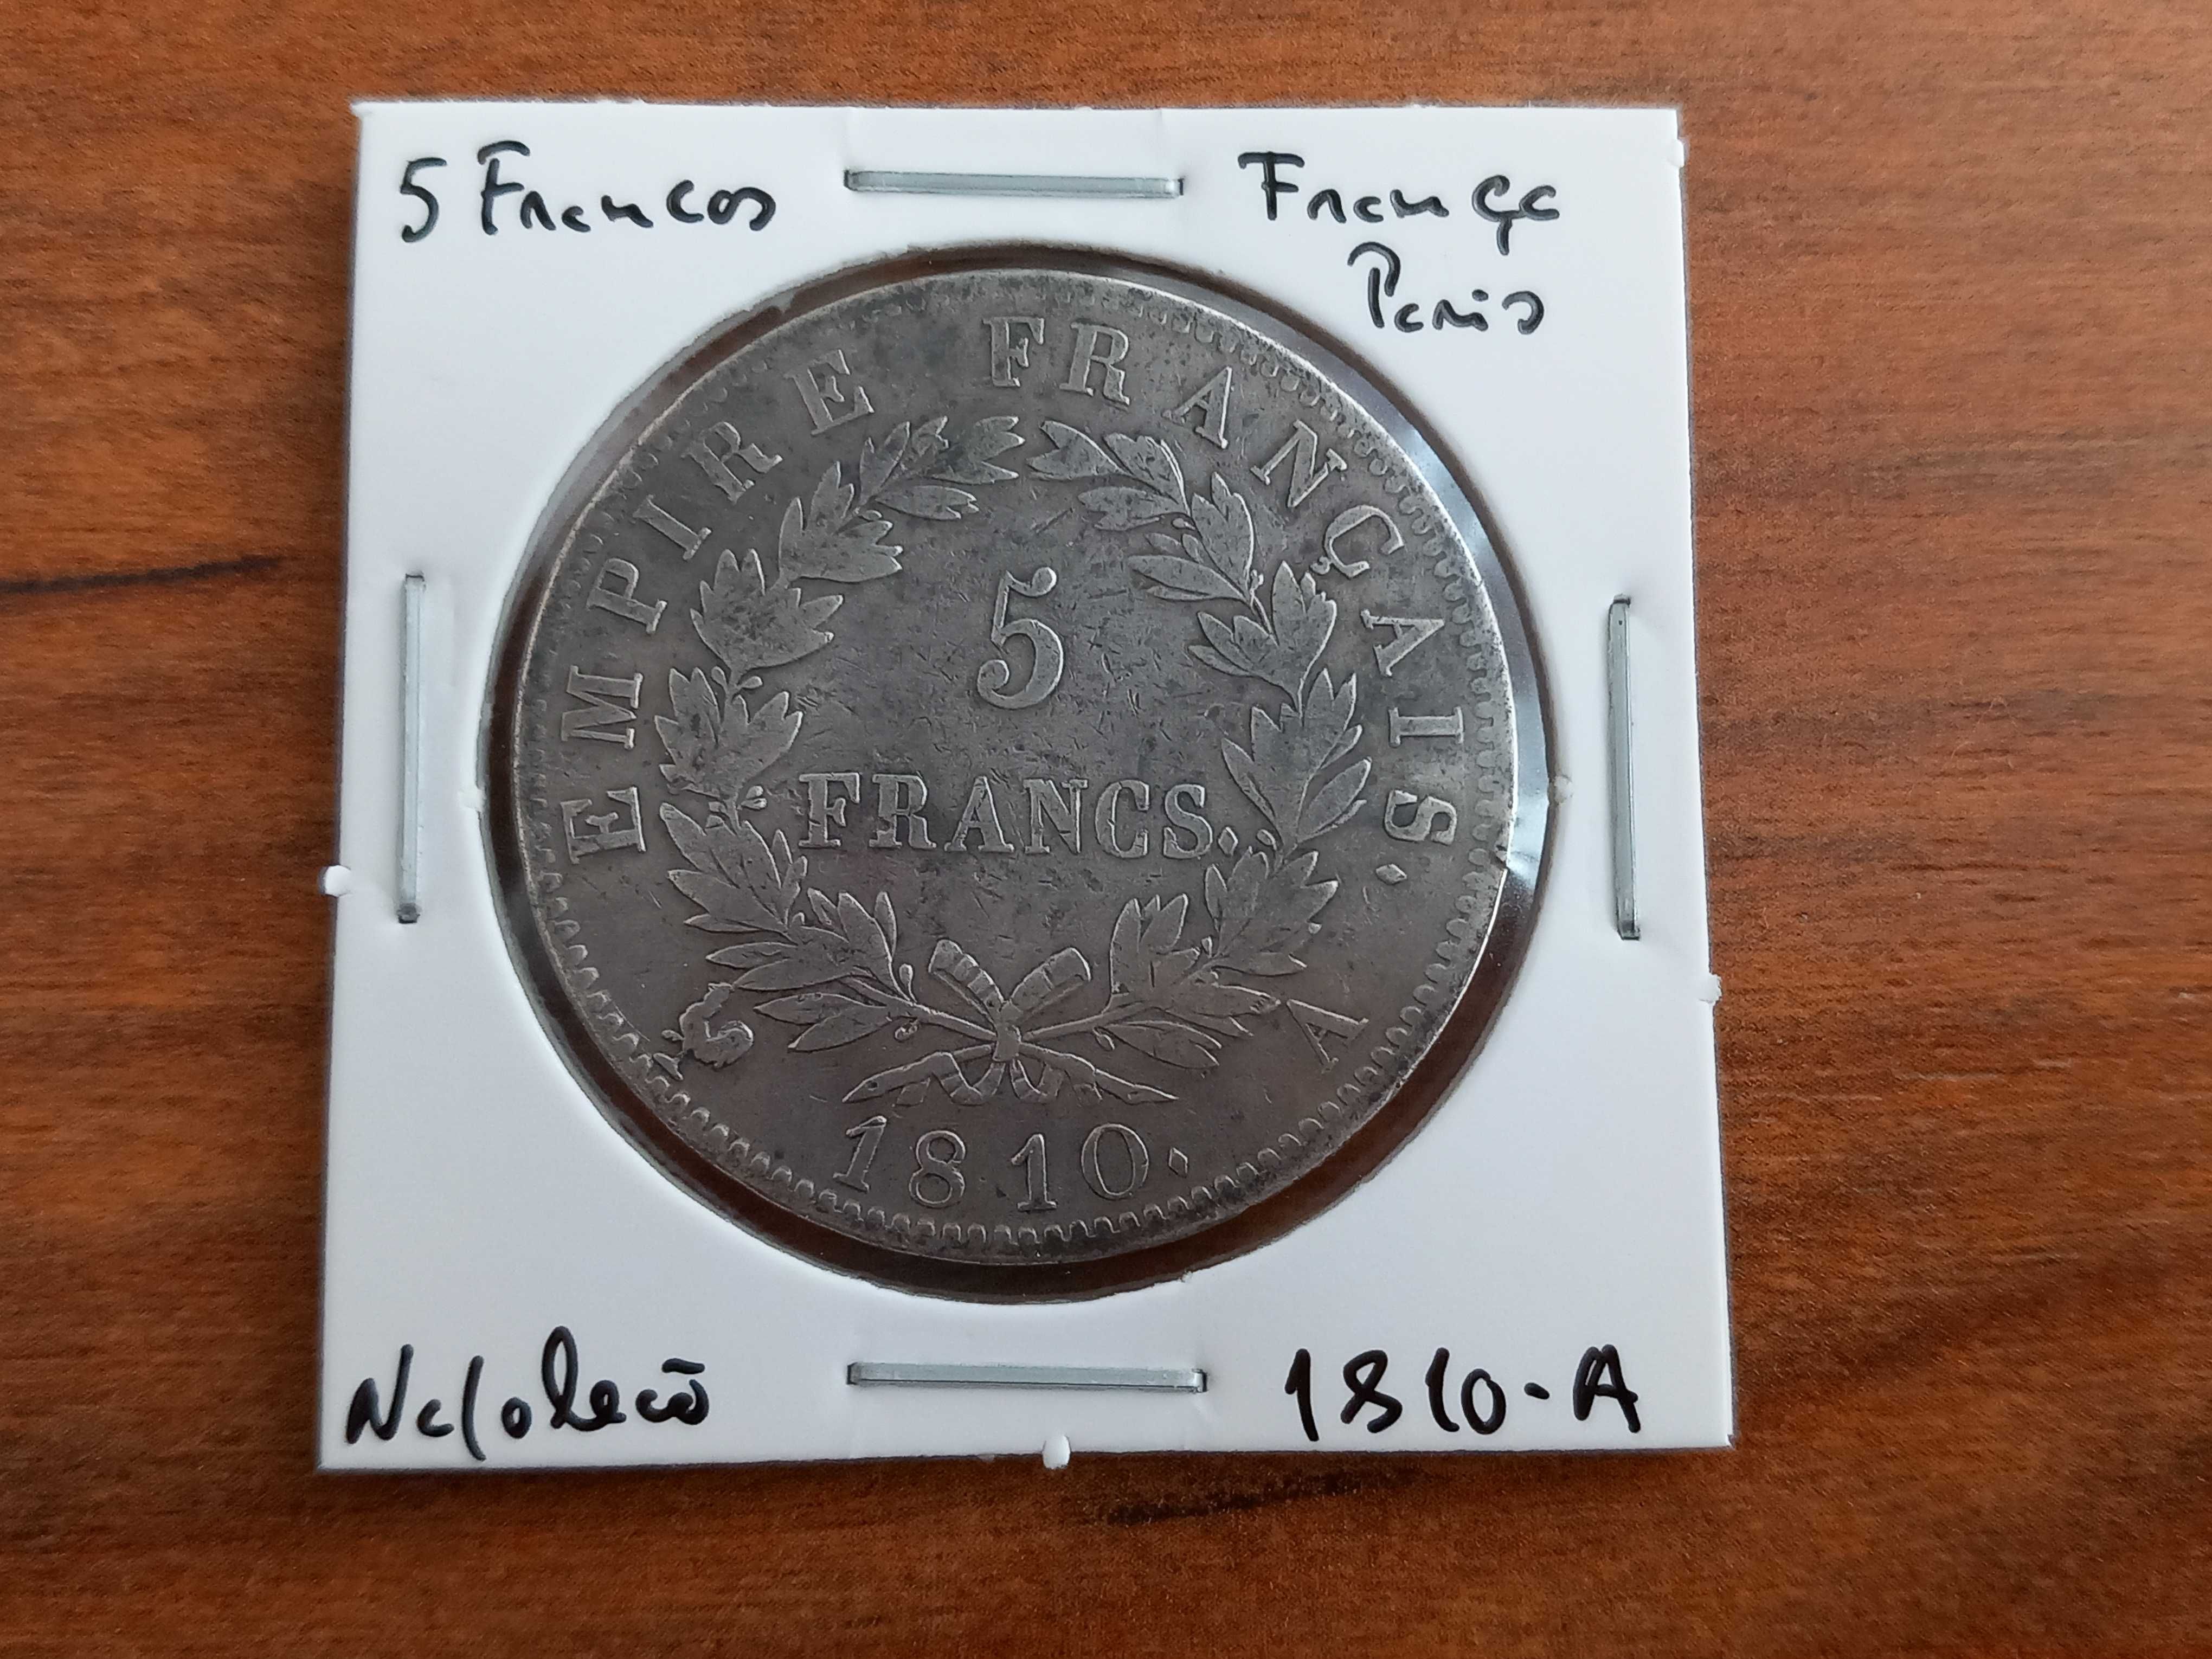 5 Francos
França
Paris
EMPIRE FRANÇAIS.
5
FRANCS.
A
1810.
Napoleão
1810-A